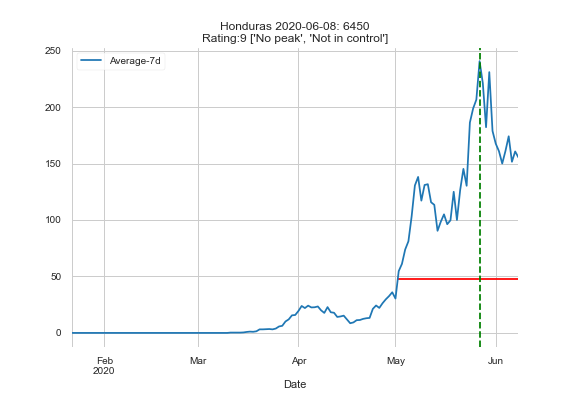 Honduras 2020-06-08: 6450
Rating:9 ['No peak', 'Not in control']
Average-7d
250
200
150
100
50
0
Feb
2020
Mar
Apr
May
Jun
Date